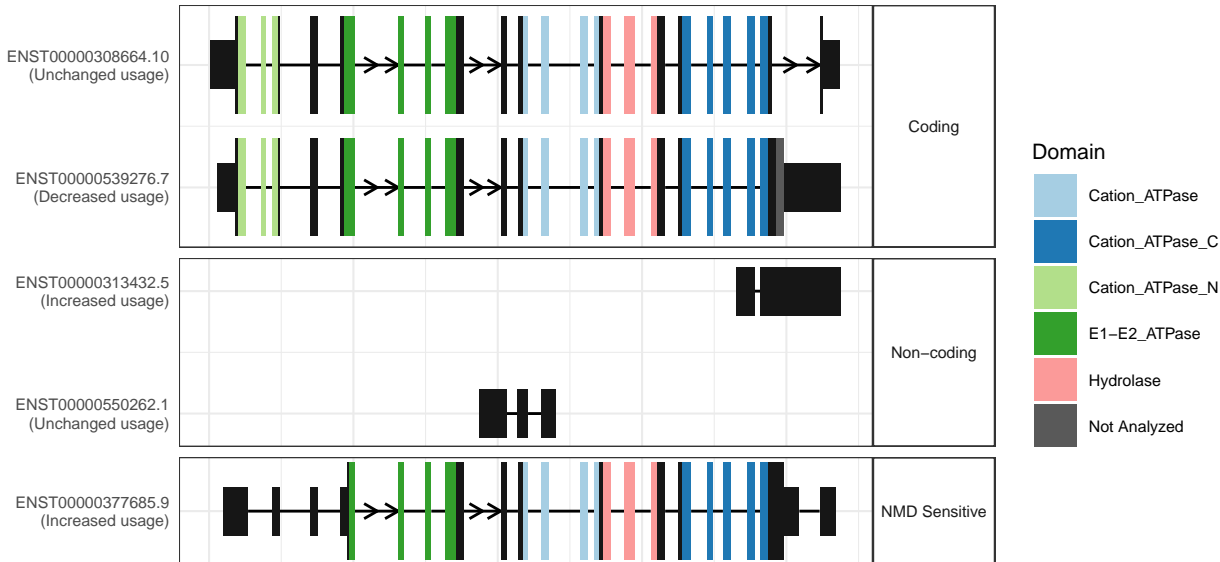 ENST00000308664.10
(Unchanged usage)
ENST00000539276.7
(Decreased usage)
Coding
ENST00000313432.5
(Increased usage)
ENST00000550262.1
(Unchanged usage)
Non−coding
ENST00000377685.9
(Increased usage)
NMD Sensitive
Domain
Cation_ATPase
Cation_ATPase_C
Cation_ATPase_N
E1−E2_ATPase
Hydrolase
Not Analyzed